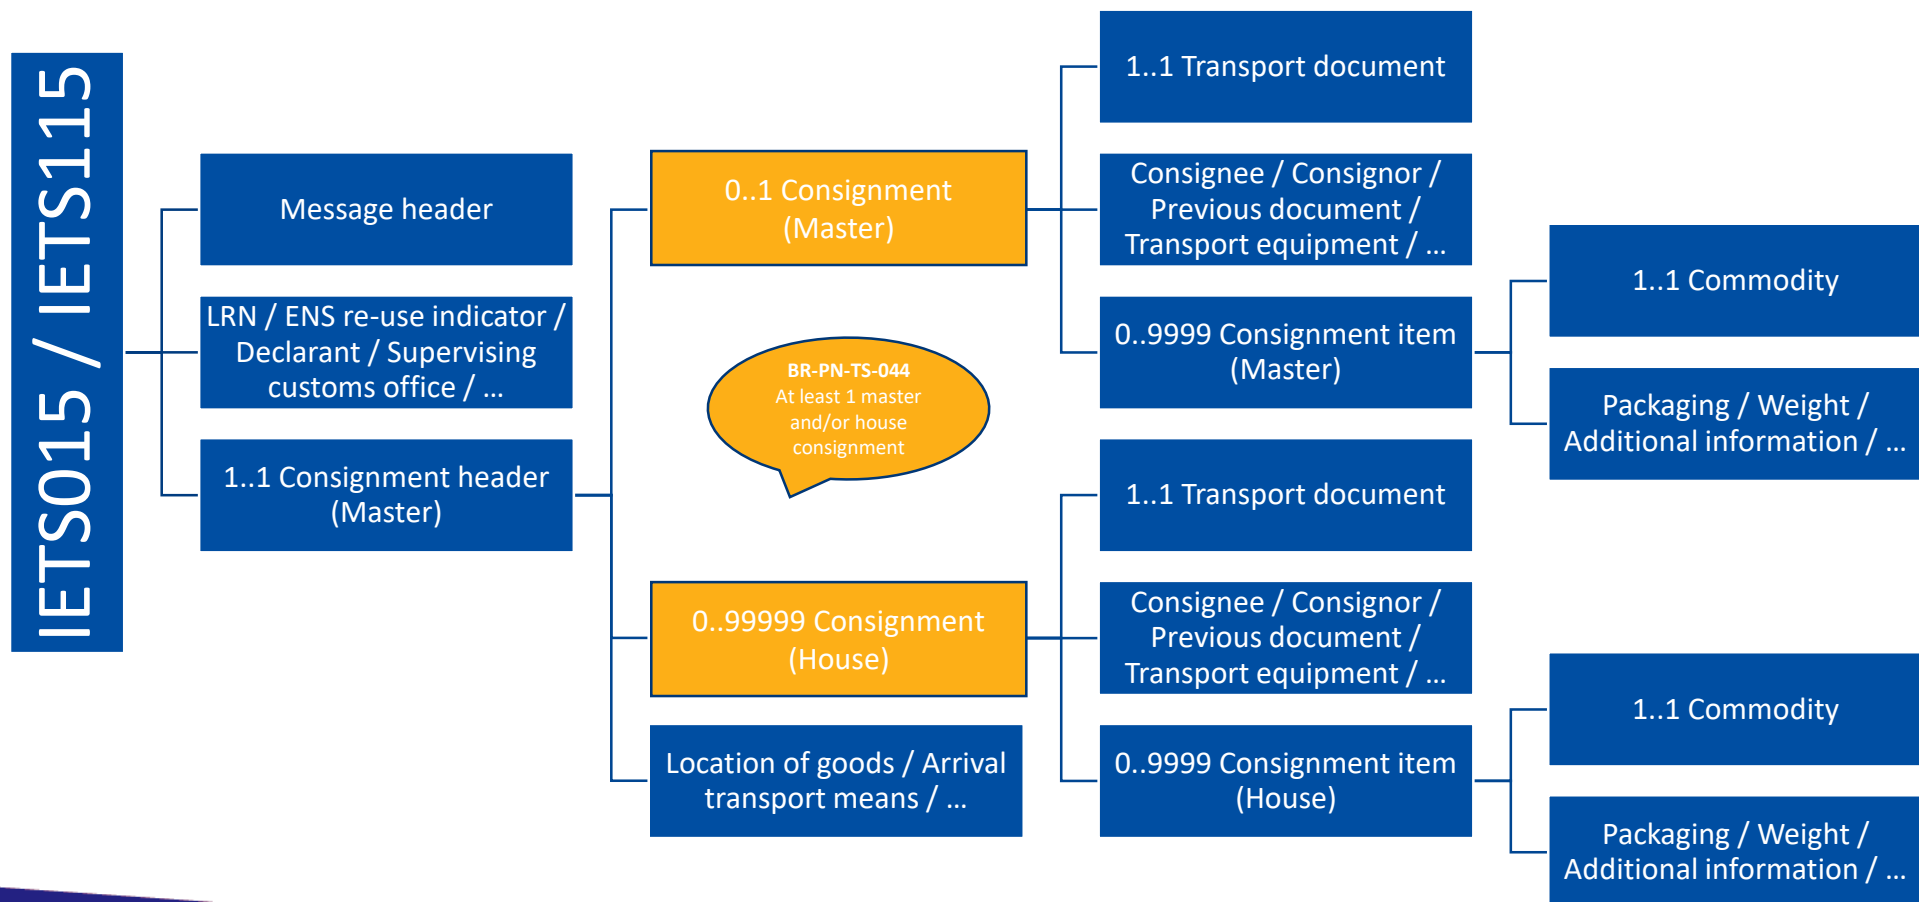 IETS015 / IETS115
Message header
LRN / ENS re-use indicator /
Declarant / Supervising
customs office / ...
1..1 Consignment header
(Master)
0..1 Consignment
(Master)
BR-PN-TS-044
At least 1 master
and/or house
consignment
0..99999 Consignment
(House)
Location of goods / Arrival
transport means / ...
1..1 Transport document
Consignee / Consignor /
Previous document /
Transport equipment / ...
0..9999 Consignment item
(Master)
1..1 Transport document
Consignee / Consignor /
Previous document /
Transport equipment / ...
0..9999 Consignment item
(House)
1..1 Commodity
Packaging / Weight /
Additional information / ...
1..1 Commodity
Packaging / Weight /
Additional information / ...